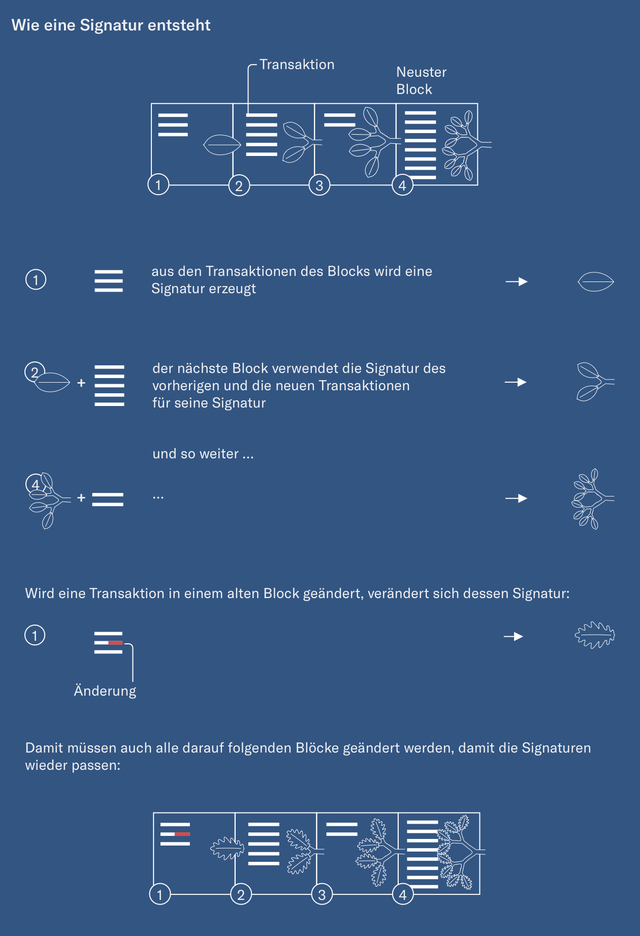 Wie eine Signatur entsteht
Transaktion
Neuster
Block
1
2
3
4
1
aus den Transaktionen des Blocks wird eine
Signatur erzeugt
2
+
der nächste Block verwendet die Signatur des
vorherigen und die neuen Transaktionen
für seine Signatur
und so weiter ...
4
+
...
Wird eine Transaktion in einem alten Block geändert, verändert sich dessen Signatur:
1
Änderung
Damit müssen auch alle darauf folgenden Blöcke geändert werden, damit die Signaturen
wieder passen:
1
2
3
4